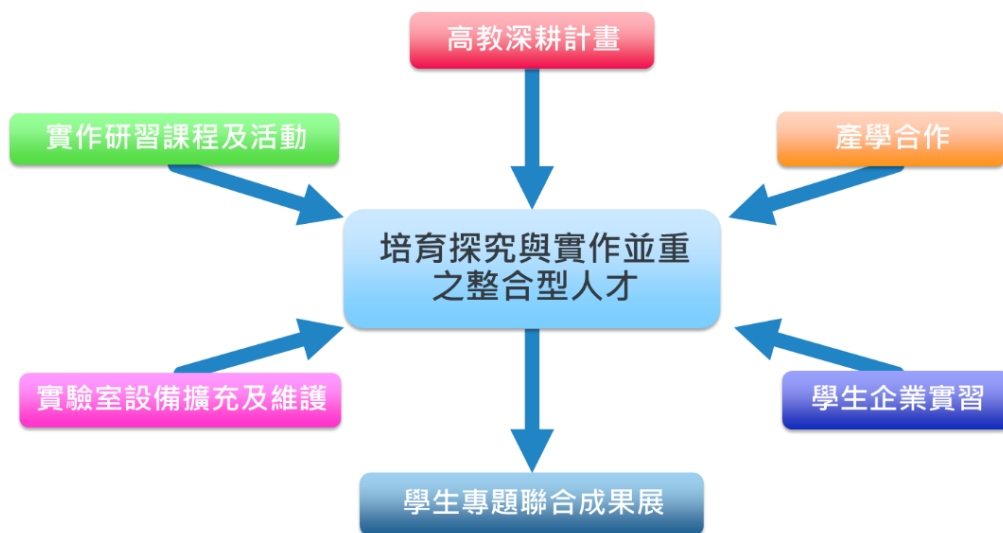 高教深耕計畫
實作研習課程及活動
產學合作
培育探究與實作並重
之整合型人才
實驗室設備擴充及維護
學生企業實習
學生專題聯合成果展